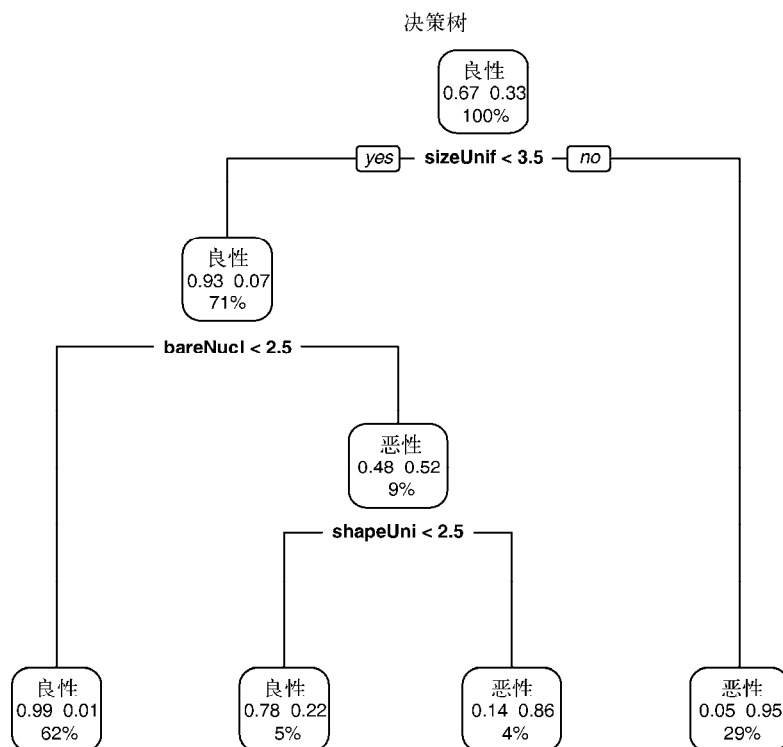 决策树
良性
0.67 0.33
100%
yes sizeUnif < 3.5 no
良性
0.93 0.07
71%
bareNucl < 2.5
恶性
0.48 0.52
9%
shapeUni < 2.5
良性
0.99 0.01
62%
良性
0.78 0.22
5%
恶性
0.14 0.86
4%
恶性
0.05 0.95
29%